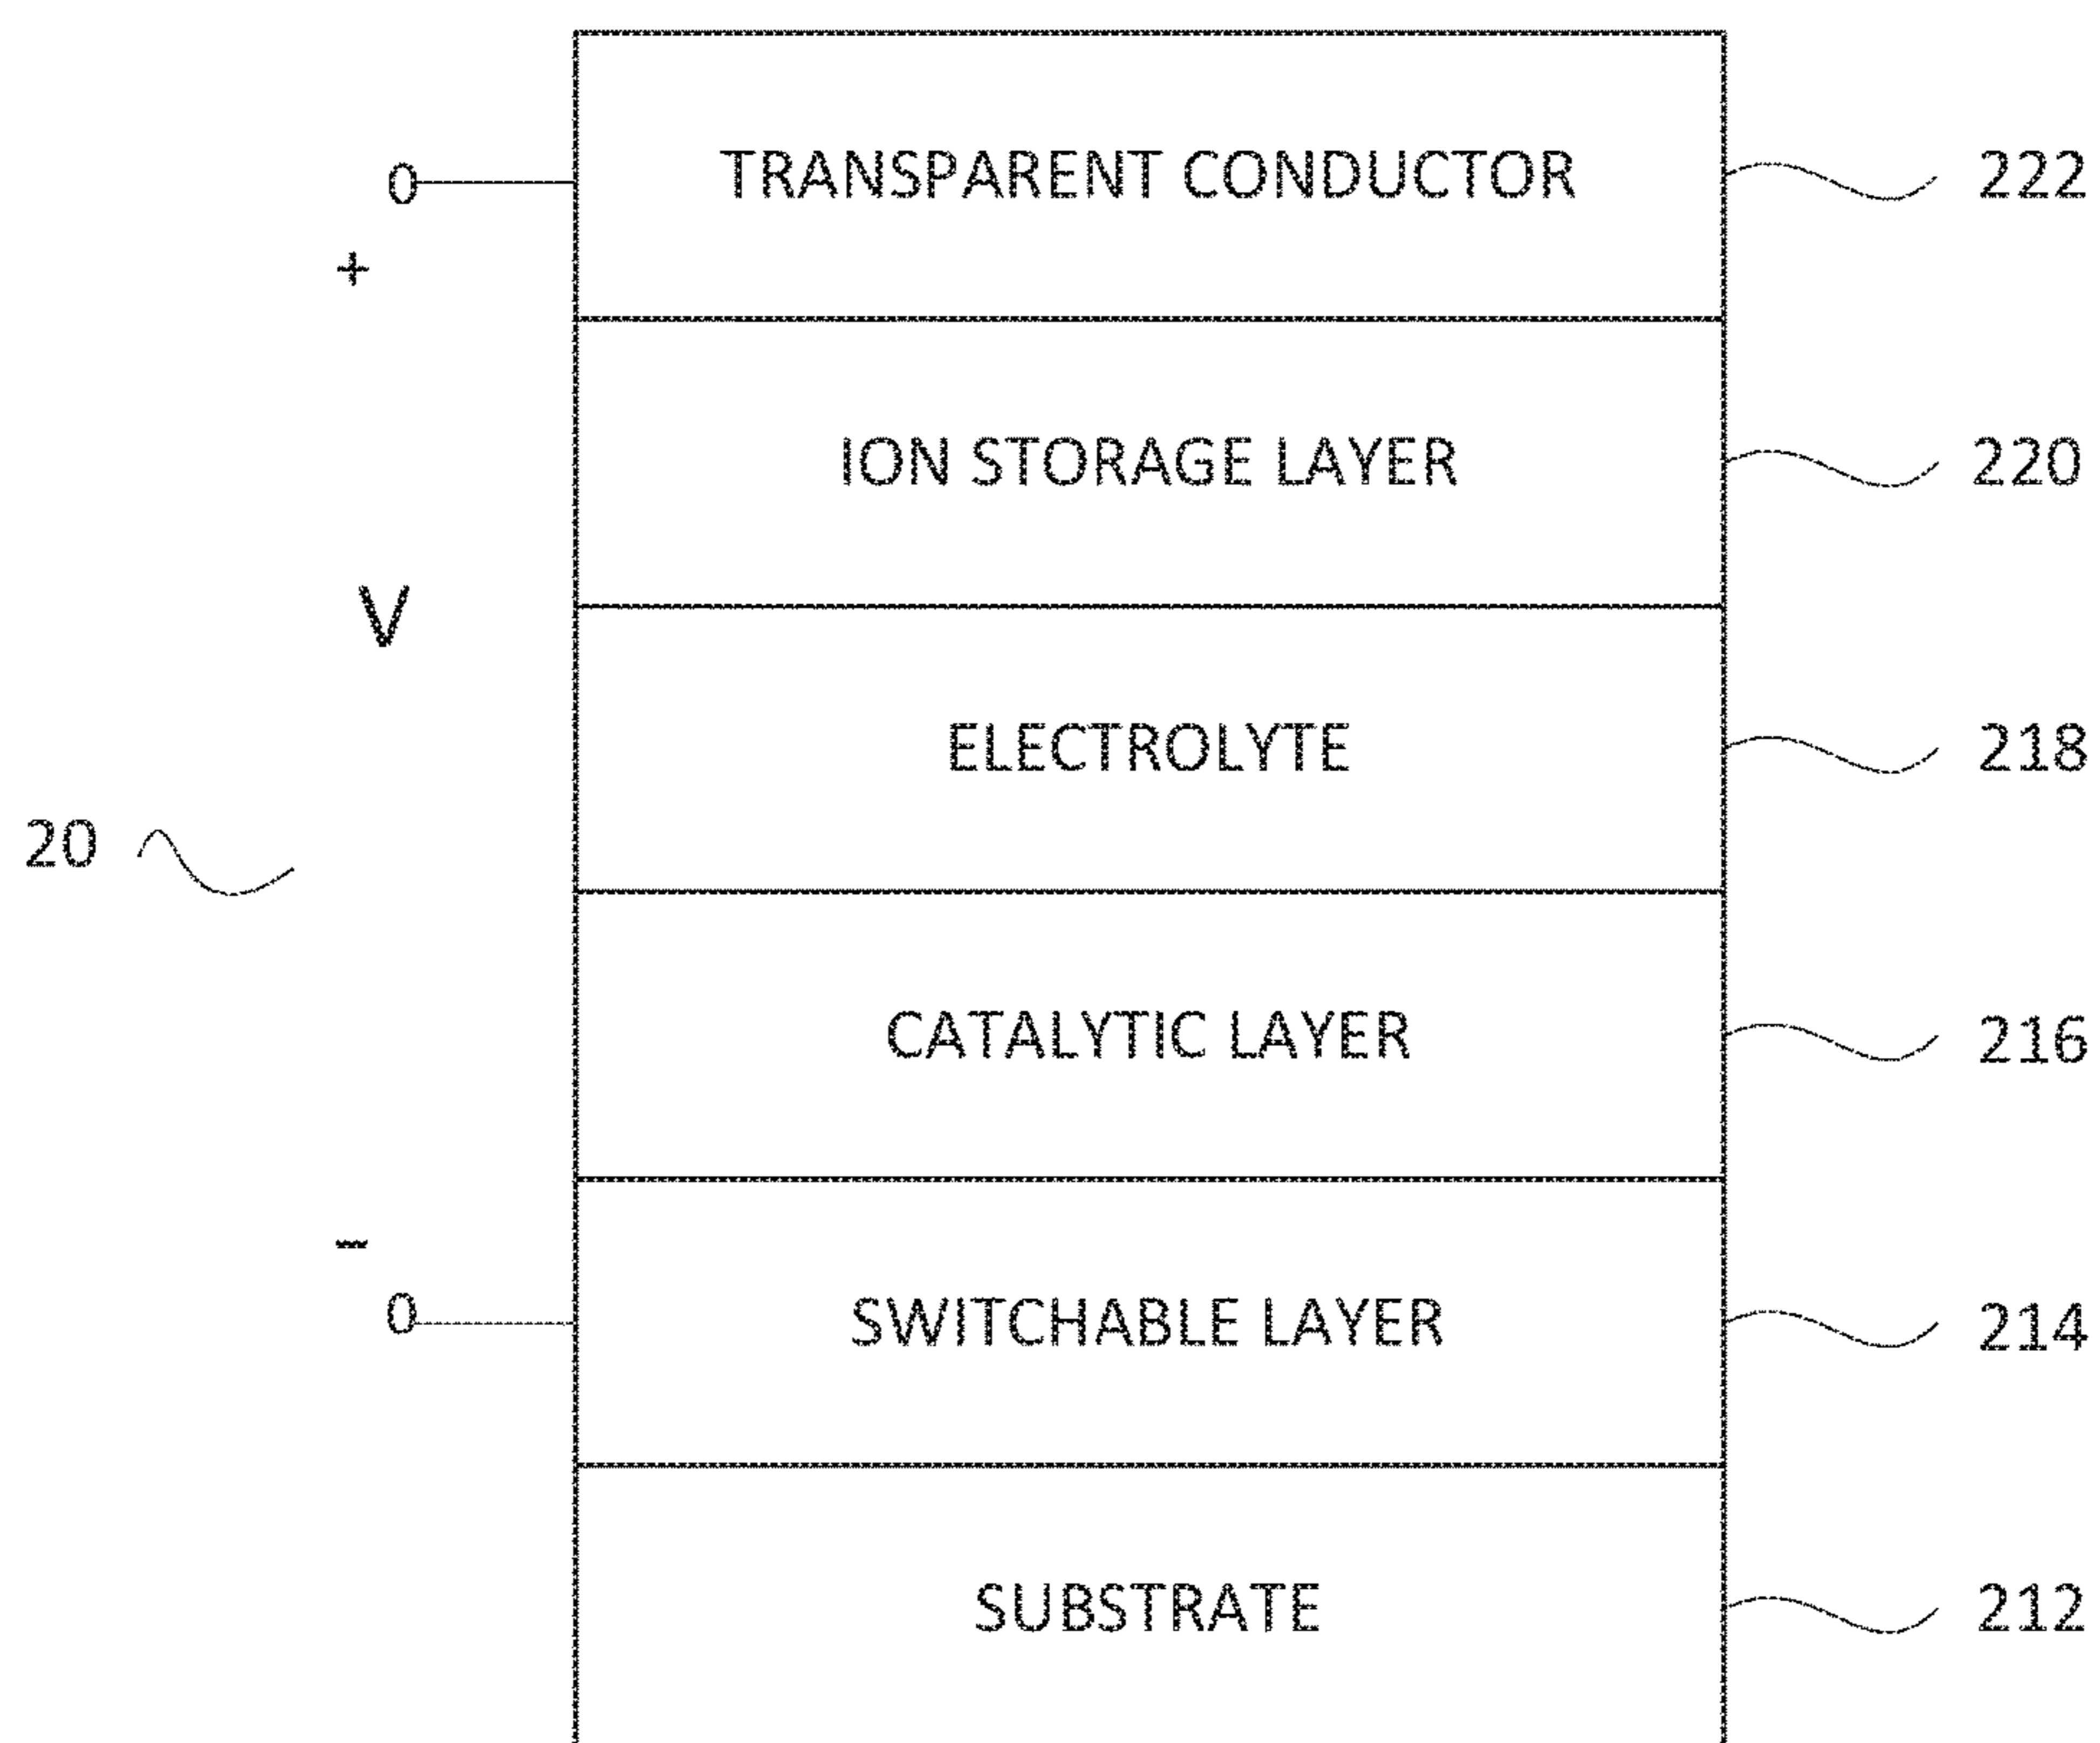 0 TRANSPARENT CONDUCTOR 222
+
ION STORAGE LAYER 220
V
ELECTROLYTE 218
20
CATALYTIC LAYER 216
–
0 SWITCHABLE LAYER 214
SUBSTRATE 212